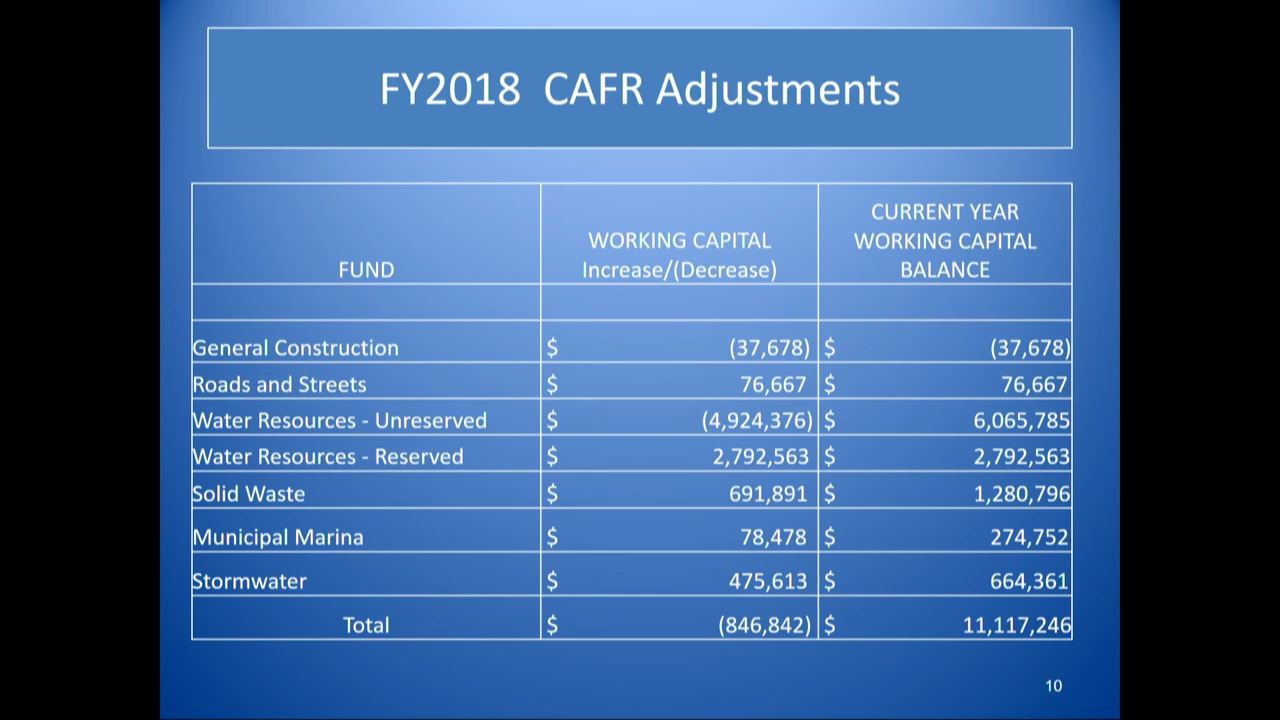 FY2018 CAFR Adjustments
FUND
WORKING CAPITAL
Increase/(Decrease)
CURRENT YEAR
WORKING CAPITAL
BALANCE
General Construction $ (37,678) $ (37,678)
Roads and Streets $ 76,667 $ 76,667
Water Resources - Unreserved $ (4,924,376) $ 6,065,785
Water Resources - Reserved $ 2,792,563 $ 2,792,563
Solid Waste $ 691,891 $ 1,280,796
Municipal Marina $ 78,478 $ 274,752
Stormwater $ 475,613 $ 664,361
Total $ (846,842) $ 11,117,246
10